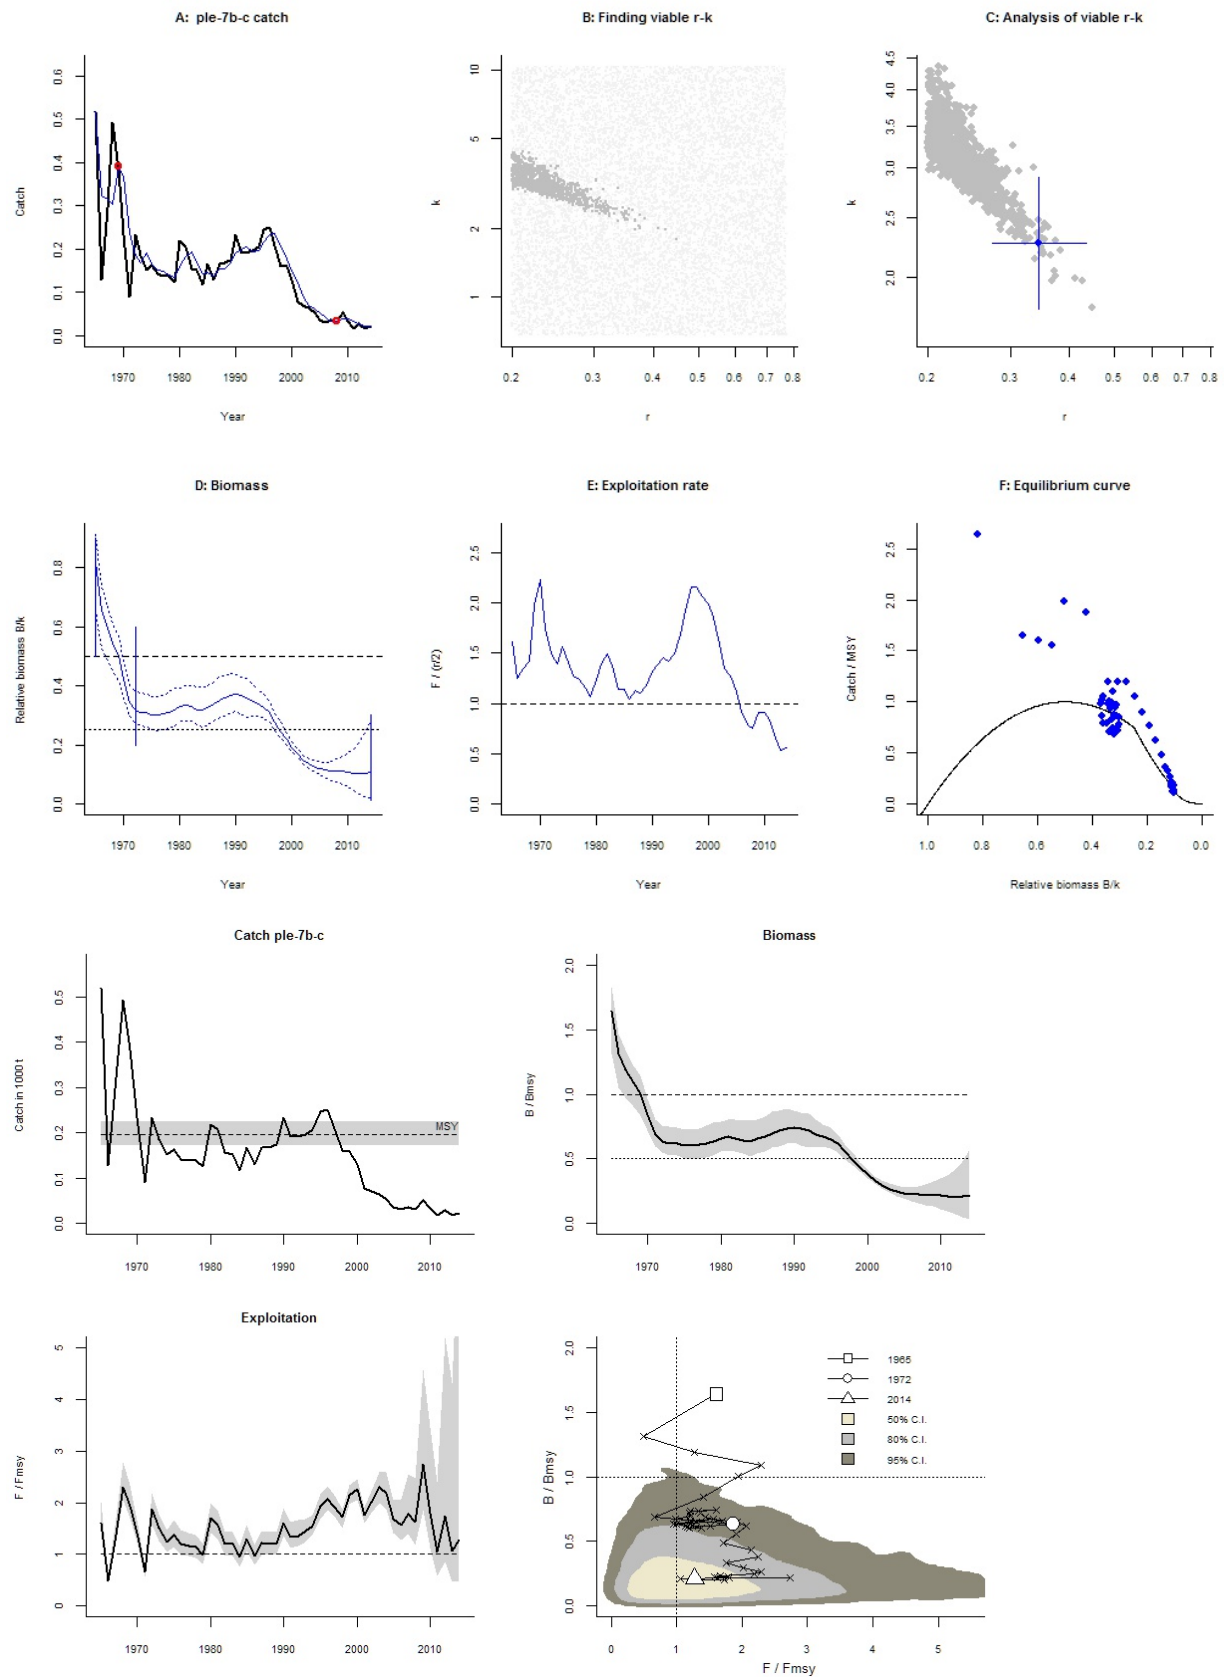 A: ple-7b-c catch
B: Finding viable r-k
C: Analysis of viable r-k
Catch
0.0 0.1 0.2 0.3 0.4 0.5 0.6
1970 1980 1990 2000 2010
Year
k
1 2 5 10
0.2 0.3 0.4 0.5 0.6 0.7 0.8
r
k
2.0 2.5 3.0 3.5 4.0 4.5
0.2 0.3 0.4 0.5 0.6 0.7 0.8
r
D: Biomass
E: Exploitation rate
F: Equilibrium curve
Relative biomass B/k
0.0 0.2 0.4 0.6 0.8
1970 1980 1990 2000 2010
Year
F / (r/2)
0.0 0.5 1.0 1.5 2.0 2.5
1970 1980 1990 2000 2010
Year
Catch / MSY
0.0 0.5 1.0 1.5 2.0 2.5
1.0 0.8 0.6 0.4 0.2 0.0
Relative biomass B/k
Catch ple-7b-c
Biomass
Catch in 1000 t
0.0 0.1 0.2 0.3 0.4 0.5
MSY
1970 1980 1990 2000 2010
B / Bmsy
0.0 0.5 1.0 1.5 2.0
1970 1980 1990 2000 2010
Exploitation
F / Fmsy
0 1 2 3 4 5
1970 1980 1990 2000 2010
B / Bmsy
0.0 0.5 1.0 1.5 2.0
1965
1972
2014
50% C.I.
80% C.I.
95% C.I.
0 1 2 3 4 5
F / Fmsy